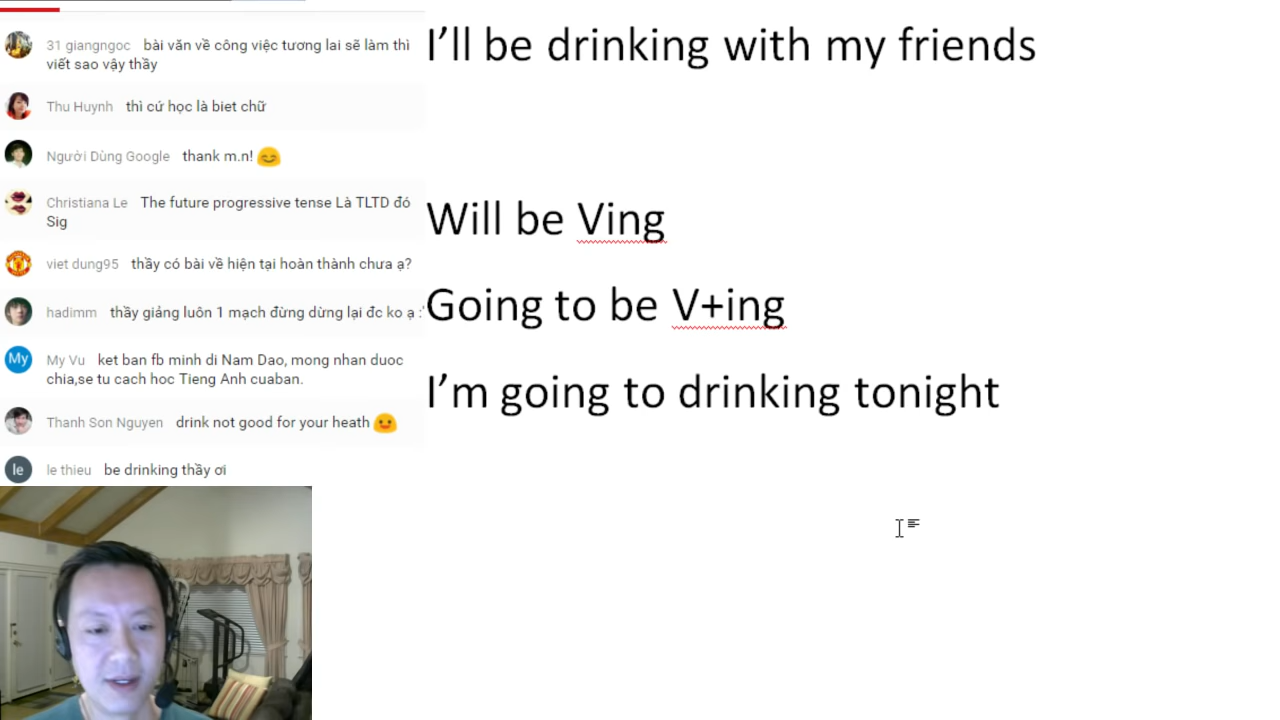 31 giangngoc bài văn về công việc tương lai sẽ làm thì
viết sao vậy thầy
Thu Huynh thì cứ học là biet chữ
Người Dùng Google thank m.n!
Christiana Le The future progressive tense Là TLTD đó
Sig
viet dung95 thầy có bài về hiện tại hoàn thành chưa ạ?
hadimm thầy giảng luôn 1 mạch đừng dừng lại đc ko ạ :'
My
My Vu ket ban fb minh di Nam Dao, mong nhan duoc
chia,se tu cach hoc Tieng Anh cuaban.
Thanh Son Nguyen drink not good for your heath
le
le thieu be drinking thầy ơi
I’ll be drinking with my friends
Will be Ving
Going to be V+ing
I’m going to drinking tonight